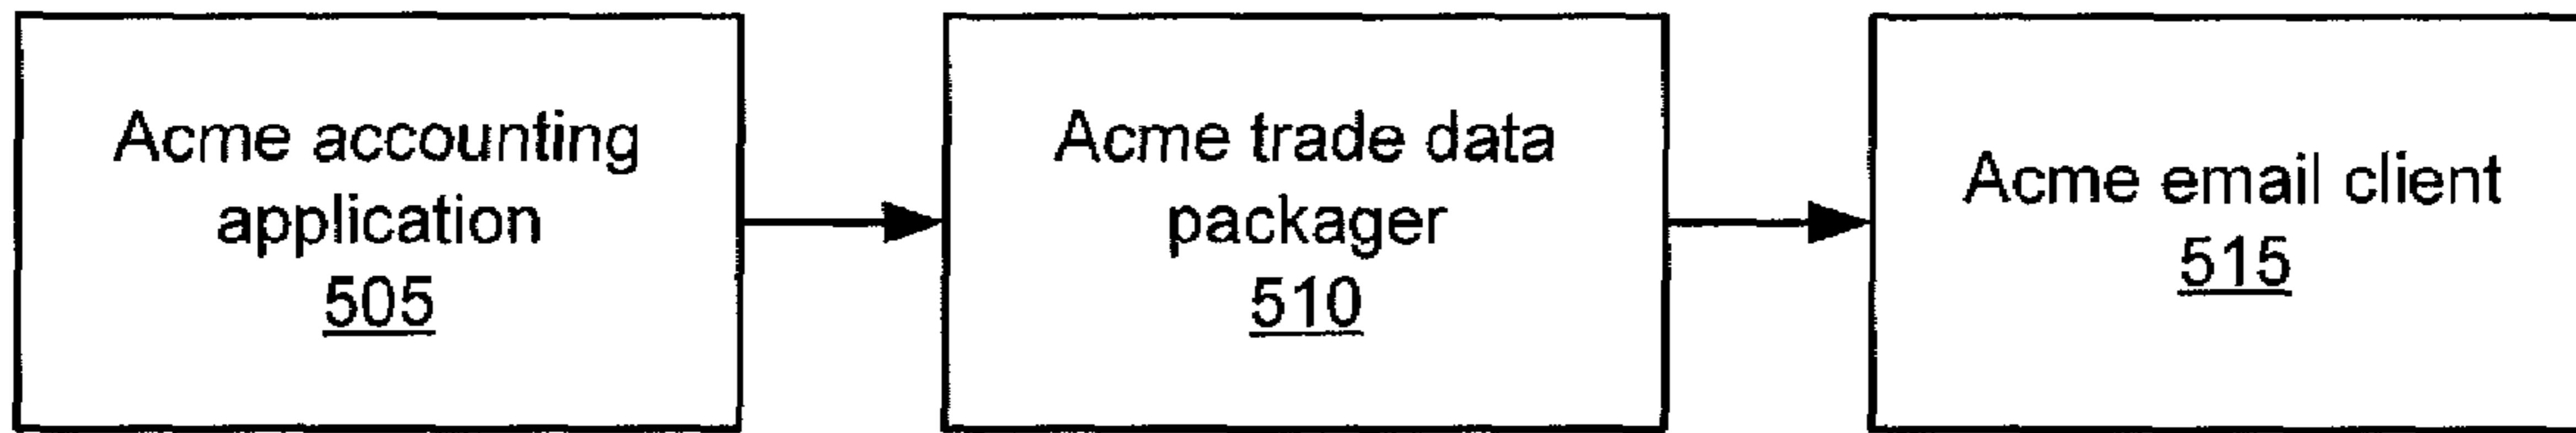 Acme accounting
application
505
Acme trade data
packager
510
Acme email client
515